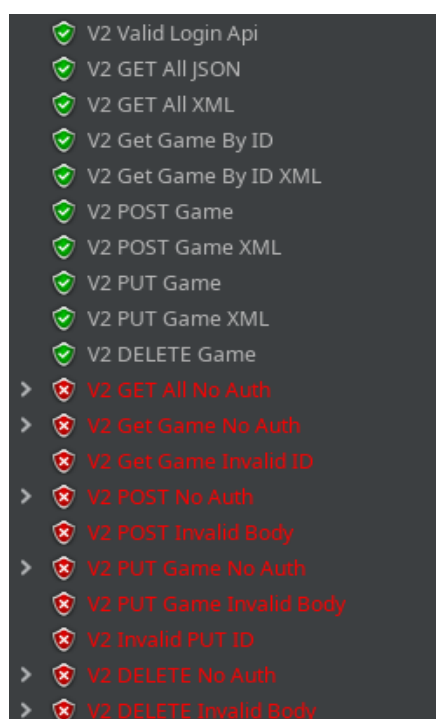 V2 Valid Login Api
V2 GET All JSON
V2 GET All XML
V2 Get Game By ID
V2 Get Game By ID XML
V2 POST Game
V2 POST Game XML
V2 PUT Game
V2 PUT Game XML
V2 DELETE Game
V2 GET All No Auth
V2 Get Game No Auth
V2 Get Game Invalid ID
V2 POST No Auth
V2 POST Invalid Body
V2 PUT Game No Auth
V2 PUT Game Invalid Body
V2 Invalid PUT ID
V2 DELETE No Auth
V2 DELETE Invalid Body